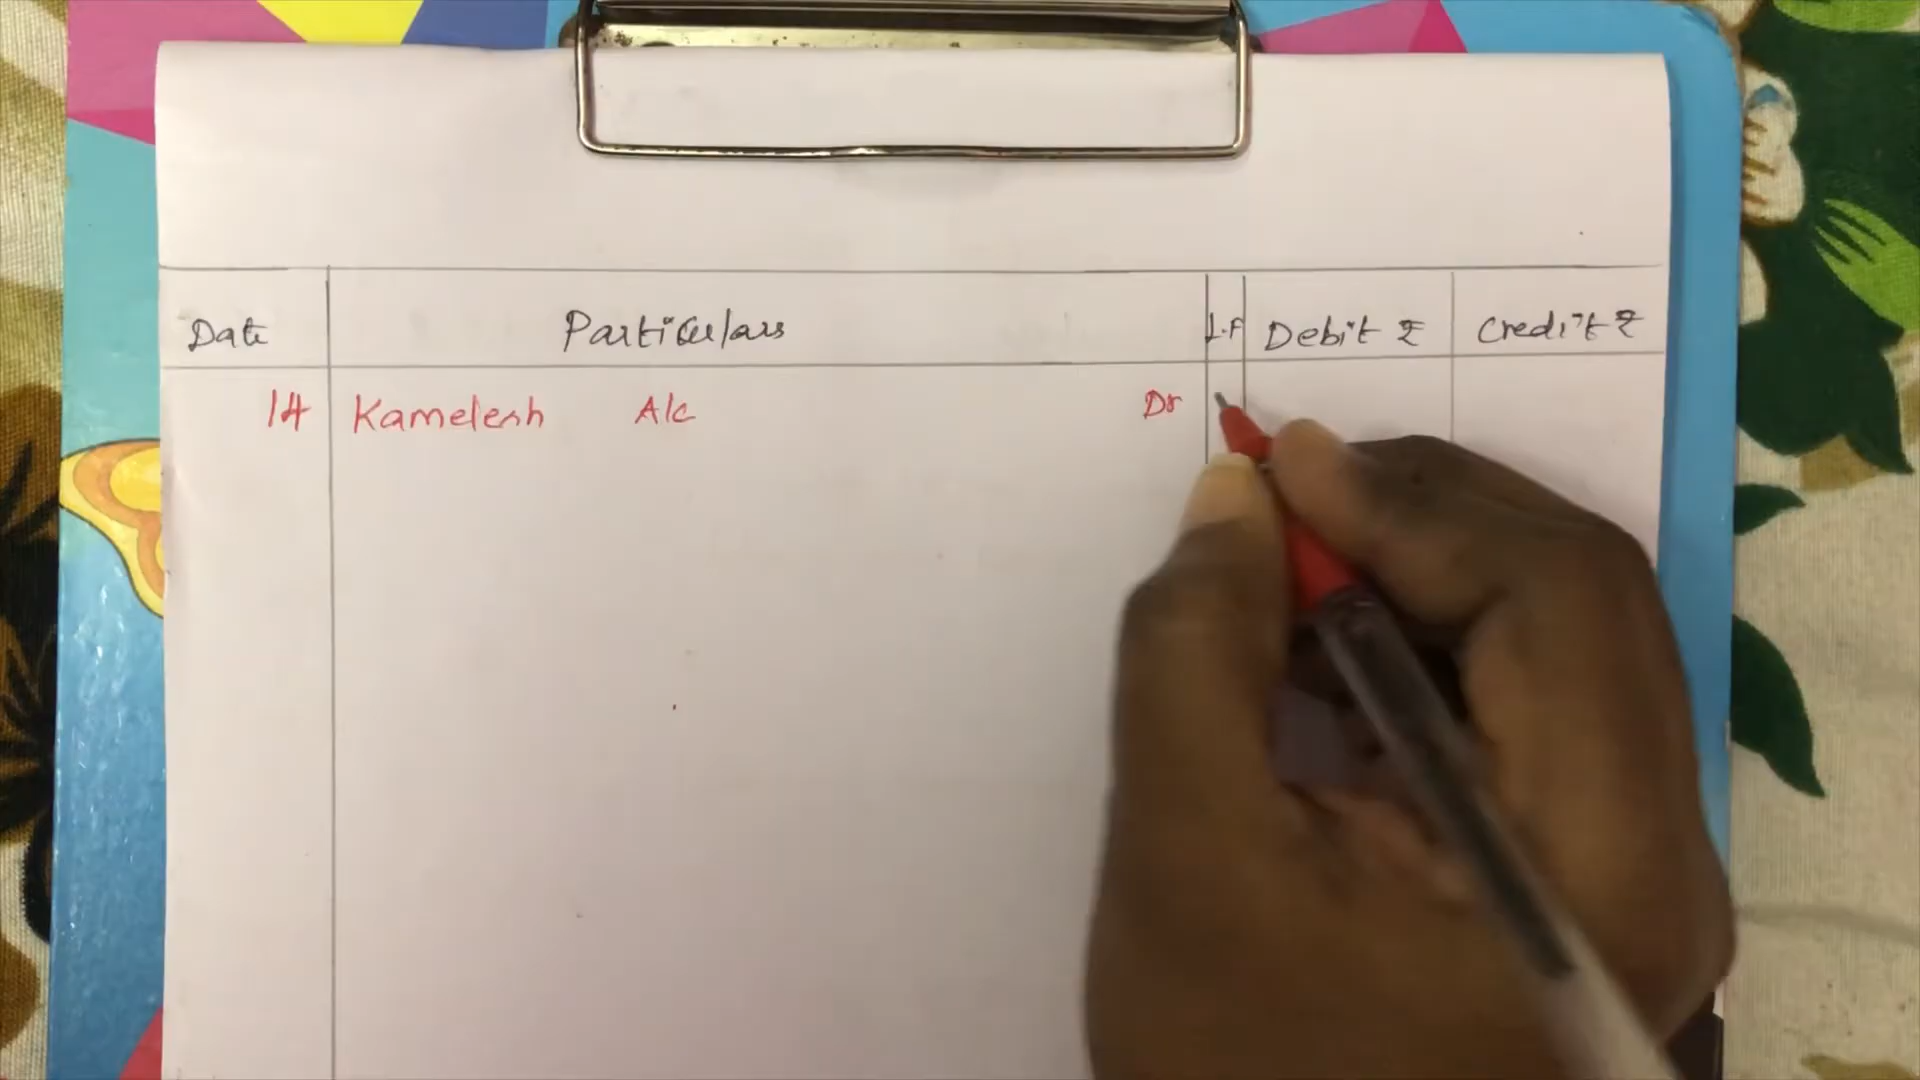 Date Particulars L.F Debit ₹ Credit ₹
14 Kamelesh A/c Dr